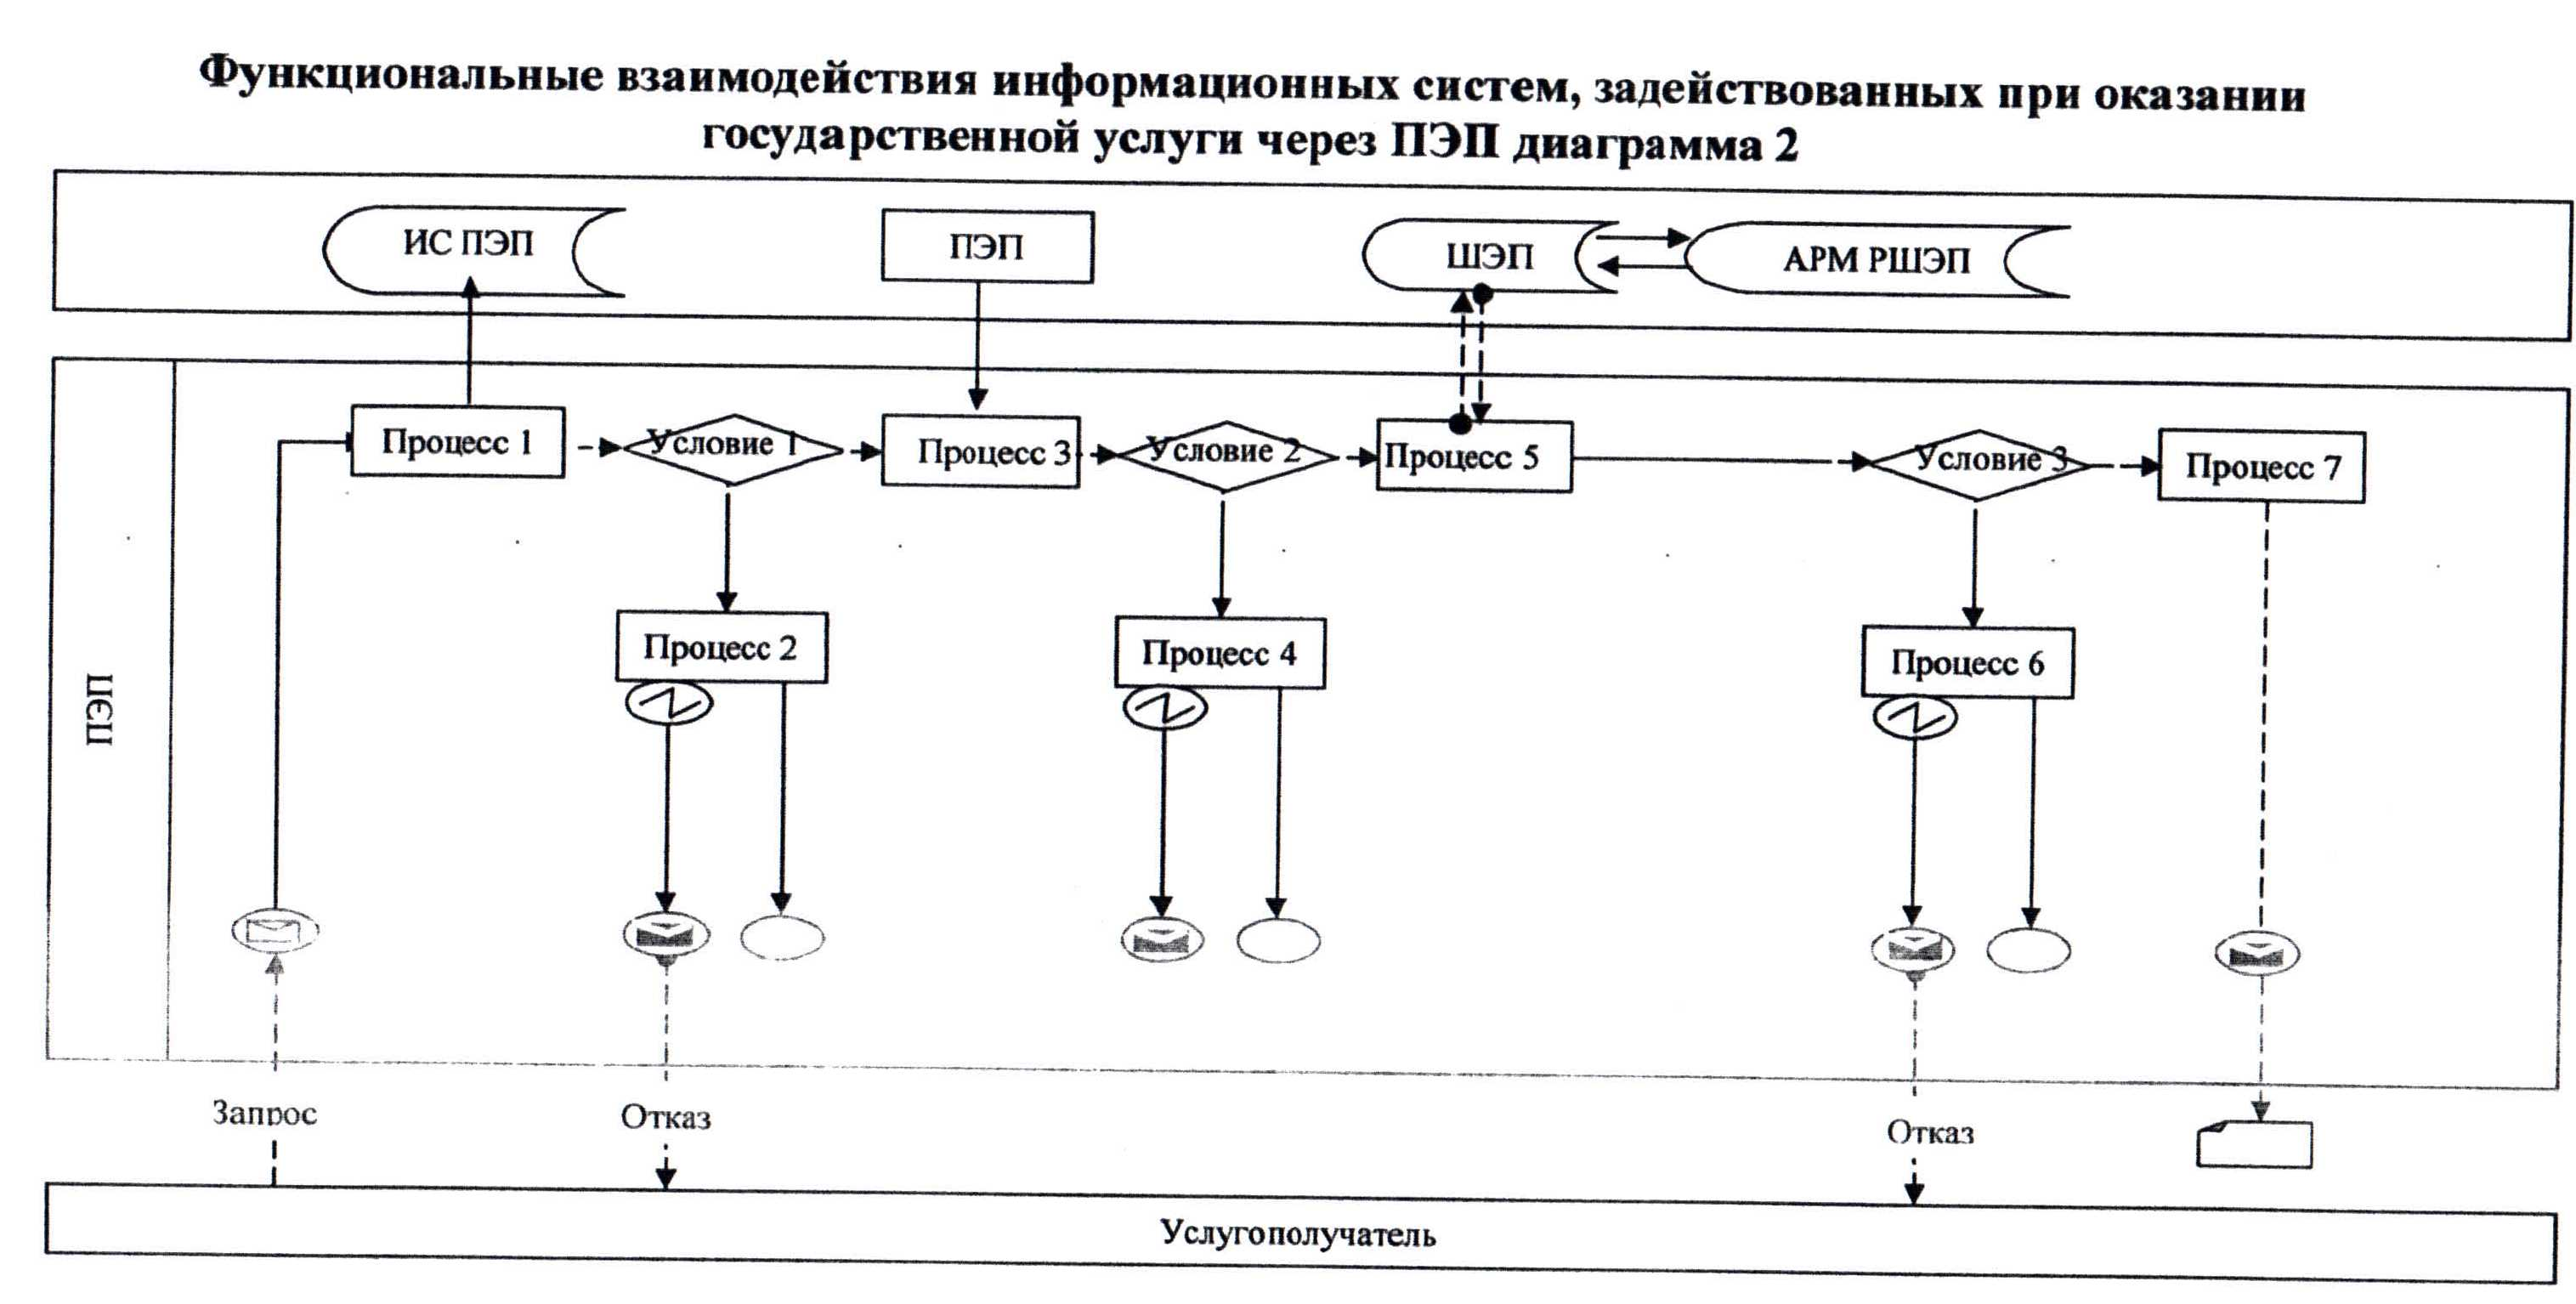 Функциональные взаимодействия информационных систем, задействованных при оказании
государственной услуги через ПЭП диаграмма 2
ИС ПЭП
ПЭП
ШЭП
АРМ РШЭП
Процесс 1
Условие 1
Процесс 3
Условие 2
Процесс 5
Условие 3
Процесс 7
Процесс 2
Процесс 4
Процесс 6
ПЭП
Запрос
Отказ
Отказ
Услугополучатель